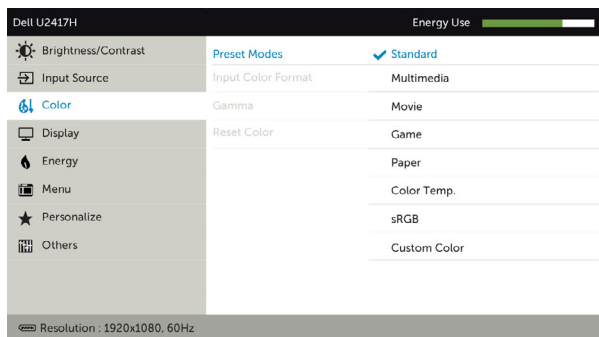 Dell U2417H Energy Use
Brightness/Contrast Preset Modes Standard
Input Source Input Color Format Multimedia
Color Gamma Movie
Display Reset Color Game
Energy Paper
Menu Color Temp.
Personalize sRGB
Others Custom Color
Resolution : 1920x1080, 60Hz